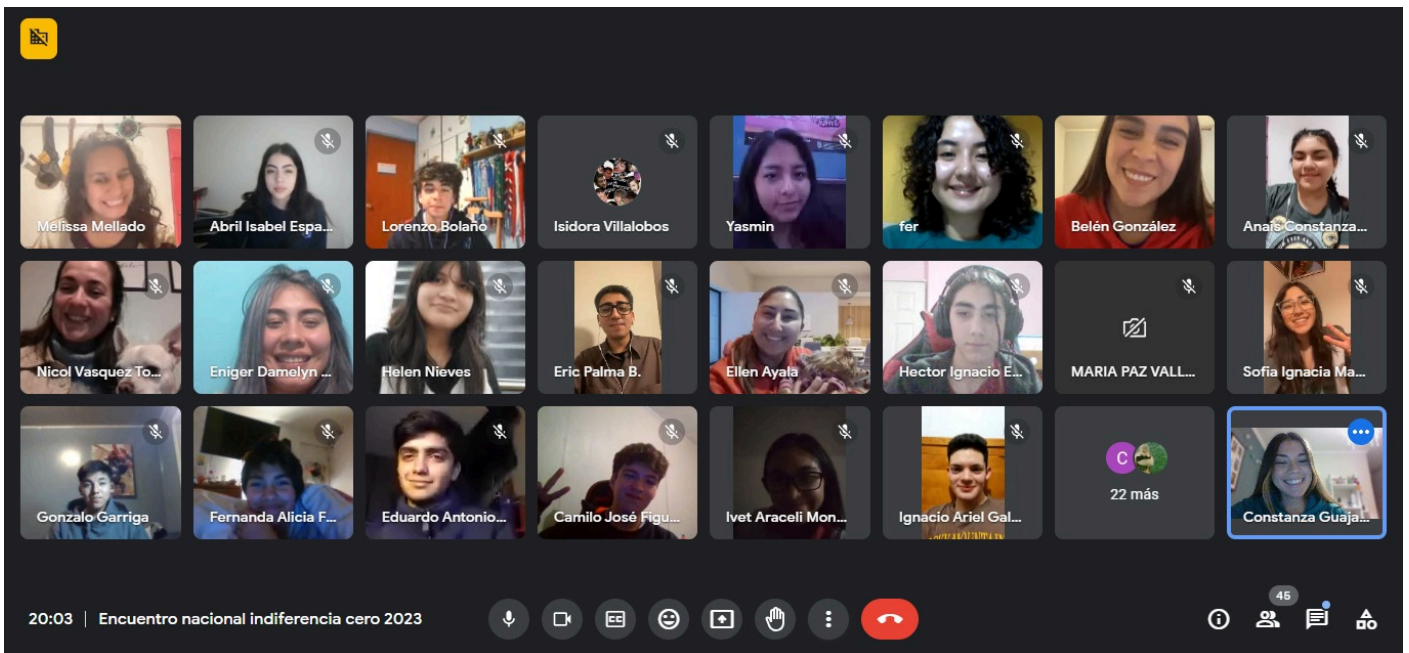 Melissa Mellado
Abril Isabel Espa...
Lorenzo Bolaño
Isidora Villalobos
Yasmin
fer
Belén González
Anais Constanza...
Nicol Vasquez To...
Eniger Damelyn ...
Helen Nieves
Eric Palma B.
Ellen Ayala
Hector Ignacio E...
MARIA PAZ VALL...
Sofia Ignacia Ma...
Gonzalo Garriga
Fernanda Alicia F...
Eduardo Antonio...
Camilo José Figu...
Ivet Araceli Mon...
Ignacio Ariel Gal...
C
22 más
Constanza Guaja...
20:03 | Encuentro nacional indiferencia cero 2023
CC
45